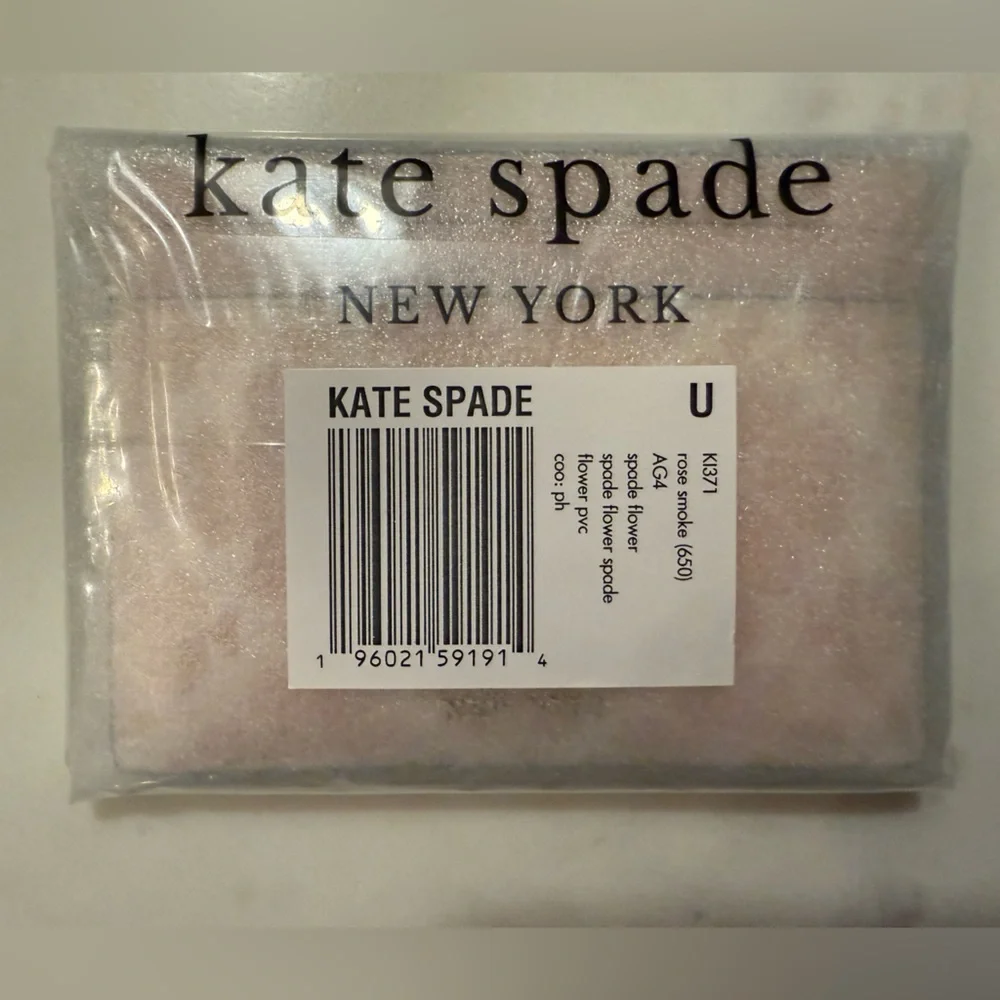 kate spade
NEW YORK
KATE SPADE
U
KI371
rose smoke (650)
AG4
spade flower
spade flower spade
flower pvc
coo: ph
1 96021 59191 4